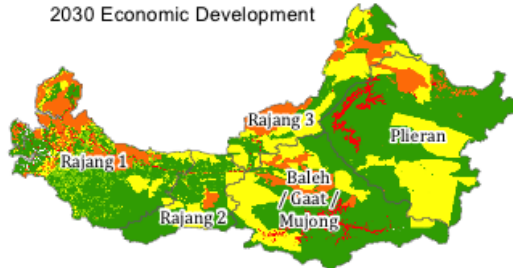 2030 Economic Development
Rajang 3
Plieran
Rajang 1
Baleh
/ Gaat /
Mujong
Rajang 2